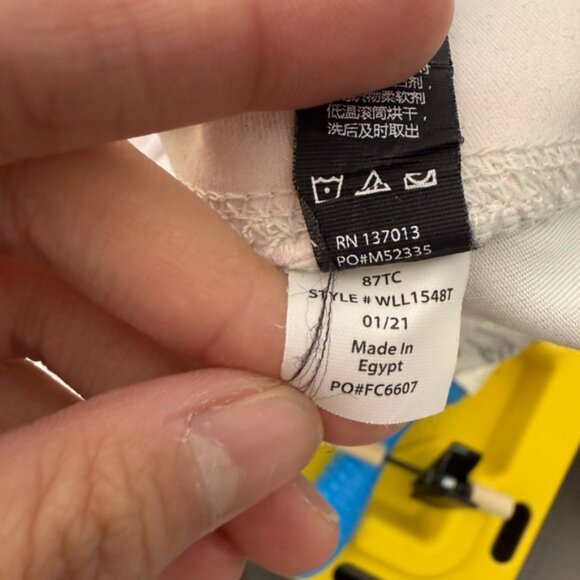 织物柔软剂
低温滚筒烘干，
洗后及时取出
RN 137013
PO#M52335
87TC
STYLE # WLL1548T
01/21
Made In
Egypt
PO#FC6607